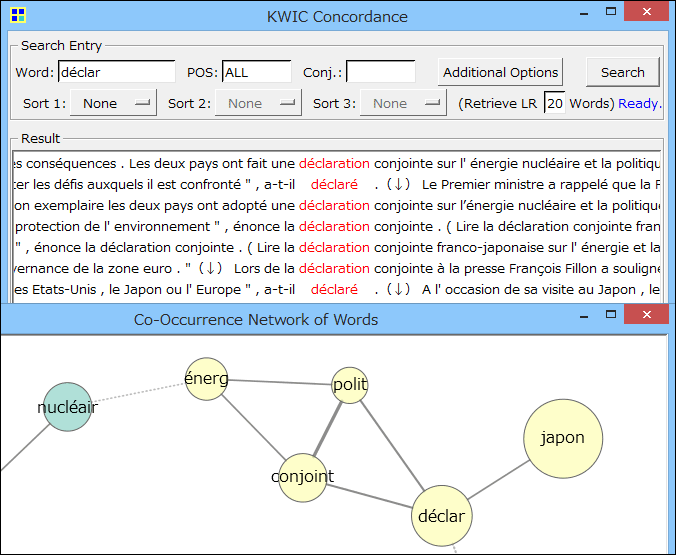 KWIC Concordance
Search Entry
Word: déclar POS: ALL Conj.: Additional Options Search
Sort 1: None Sort 2: None Sort 3: None (Retrieve LR 20 Words) Ready.
Result
es conséquences . Les deux pays ont fait une déclaration conjointe sur l' énergie nucléaire et la politiqu
ter les défis auxquels il est confronté " , a-t-il déclaré . (↓) Le Premier ministre a rappelé que la F
on exemplaire les deux pays ont adopté une déclaration conjointe sur l’énergie nucléaire et la politique
protection de l' environnement " , énonce la déclaration conjointe . ( Lire la déclaration conjointe fran
" , énonce la déclaration conjointe . ( Lire la déclaration conjointe franco-japonaise sur l' énergie et la
vernance de la zone euro . " (↓) Lors de la déclaration conjointe à la presse François Fillon a souligne
es Etats-Unis , le Japon ou l' Europe " , a-t-il déclaré . (↓) A l' occasion de sa visite au Japon , le
Co-Occurrence Network of Words
énerg
polit
nucléair
japon
conjoint
déclar